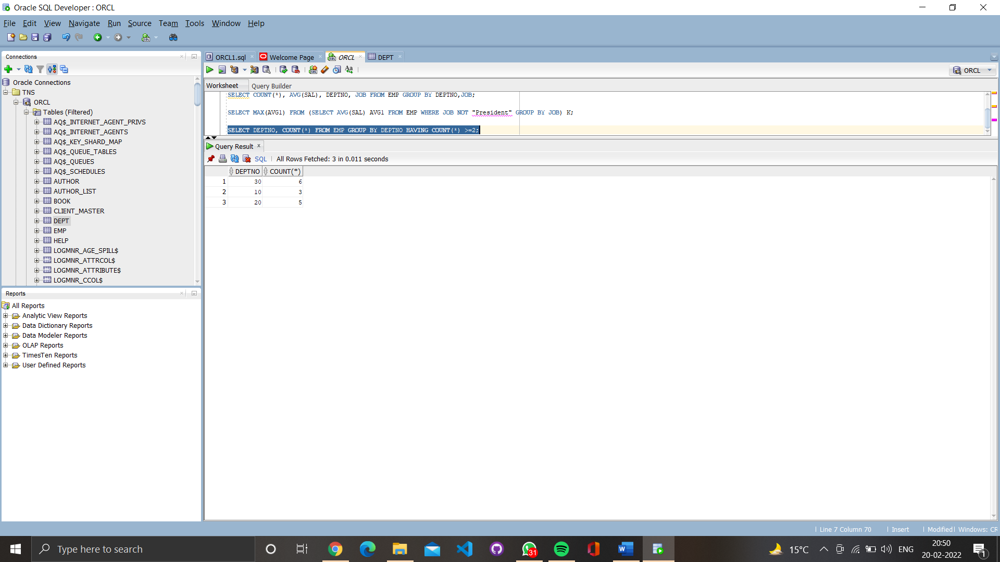 Oracle SQL Developer : ORCL
File Edit View Navigate Run Source Team Tools Window Help
Connections
ORCL1.sql Welcome Page ORCL DEPT
ORCL
Oracle Connections
TNS
ORCL
Tables (Filtered)
AQ$_INTERNET_AGENT_PRIVS
AQ$_INTERNET_AGENTS
AQ$_KEY_SHARD_MAP
AQ$_QUEUE_TABLES
AQ$_QUEUES
AQ$_SCHEDULES
AUTHOR
AUTHOR_LIST
BOOK
CLIENT_MASTER
DEPT
EMP
HELP
LOGMNR_AGE_SPILL$
LOGMNR_ATTRCOL$
LOGMNR_ATTRIBUTE$
LOGMNR_CCOL$
Worksheet Query Builder
SELECT COUNT(*), AVG(SAL), DEPTNO, JOB FROM EMP GROUP BY DEPTNO,JOB;
SELECT MAX(AVG1) FROM (SELECT AVG(SAL) AVG1 FROM EMP WHERE JOB NOT "President" GROUP BY JOB) K;
SELECT DEPTNO, COUNT(*) FROM EMP GROUP BY DEPTNO HAVING COUNT(*) >=2;
Query Result
SQL All Rows Fetched: 3 in 0.011 seconds
DEPTNO COUNT(*)
1 30 6
2 10 3
3 20 5
Reports
All Reports
Analytic View Reports
Data Dictionary Reports
Data Modeler Reports
OLAP Reports
TimesTen Reports
User Defined Reports
Line 7 Column 70 Insert Modified Windows: CR
Type here to search
31
15°C ENG
20:50
20-02-2022
1